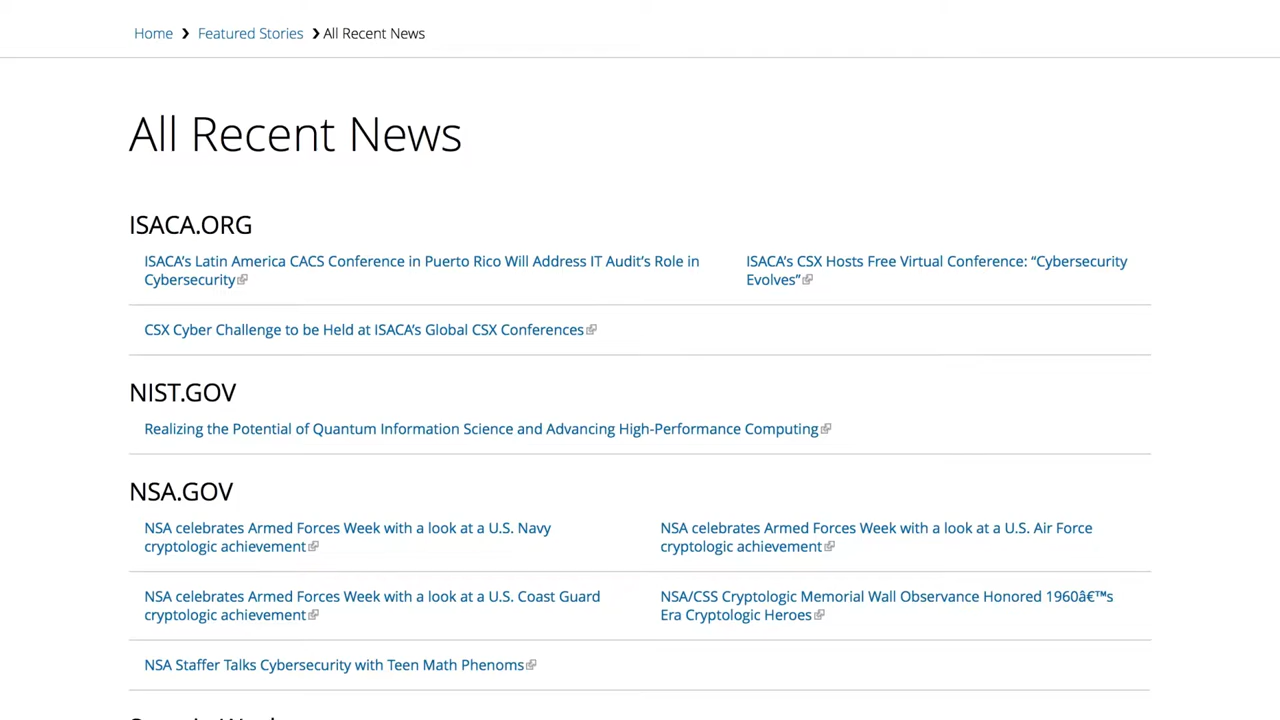 Home › Featured Stories › All Recent News
All Recent News
ISACA.ORG
ISACA’s Latin America CACS Conference in Puerto Rico Will Address IT Audit’s Role in
Cybersecurity
ISACA’s CSX Hosts Free Virtual Conference: “Cybersecurity
Evolves”
CSX Cyber Challenge to be Held at ISACA’s Global CSX Conferences
NIST.GOV
Realizing the Potential of Quantum Information Science and Advancing High-Performance Computing
NSA.GOV
NSA celebrates Armed Forces Week with a look at a U.S. Navy
cryptologic achievement
NSA celebrates Armed Forces Week with a look at a U.S. Air Force
cryptologic achievement
NSA celebrates Armed Forces Week with a look at a U.S. Coast Guard
cryptologic achievement
NSA/CSS Cryptologic Memorial Wall Observance Honored 1960â€™s
Era Cryptologic Heroes
NSA Staffer Talks Cybersecurity with Teen Math Phenoms